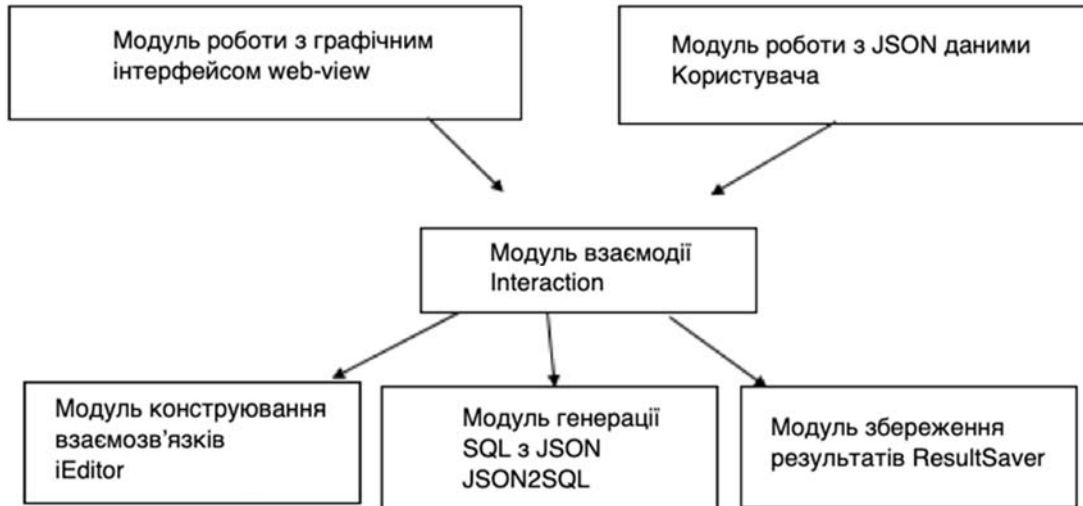 Модуль роботи з графічним
інтерфейсом web-view
Модуль роботи з JSON даними
Користувача
Модуль взаємодії
Interaction
Модуль конструювання
взаємозв'язків
iEditor
Модуль генерації
SQL з JSON
JSON2SQL
Модуль збереження
результатів ResultSaver